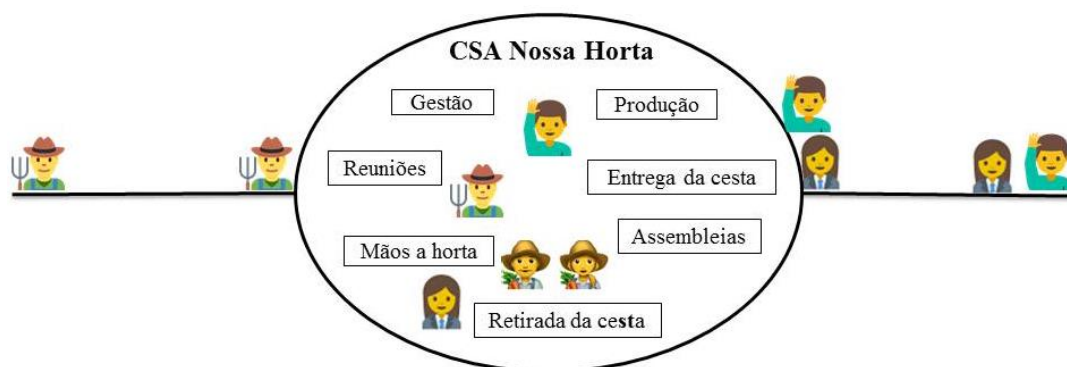 CSA Nossa Horta
Gestão
Produção
Reuniões
Entrega da cesta
Mãos a horta
Assembleias
Retirada da cesta